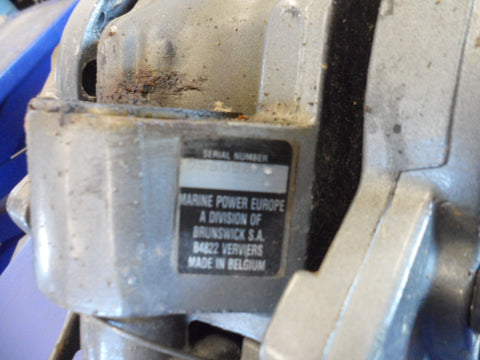 SERIAL NUMBER
MARINE POWER EUROPE
A DIVISION OF
BRUNSWICK S.A.
B4822 VERVIERS
MADE IN BELGIUM